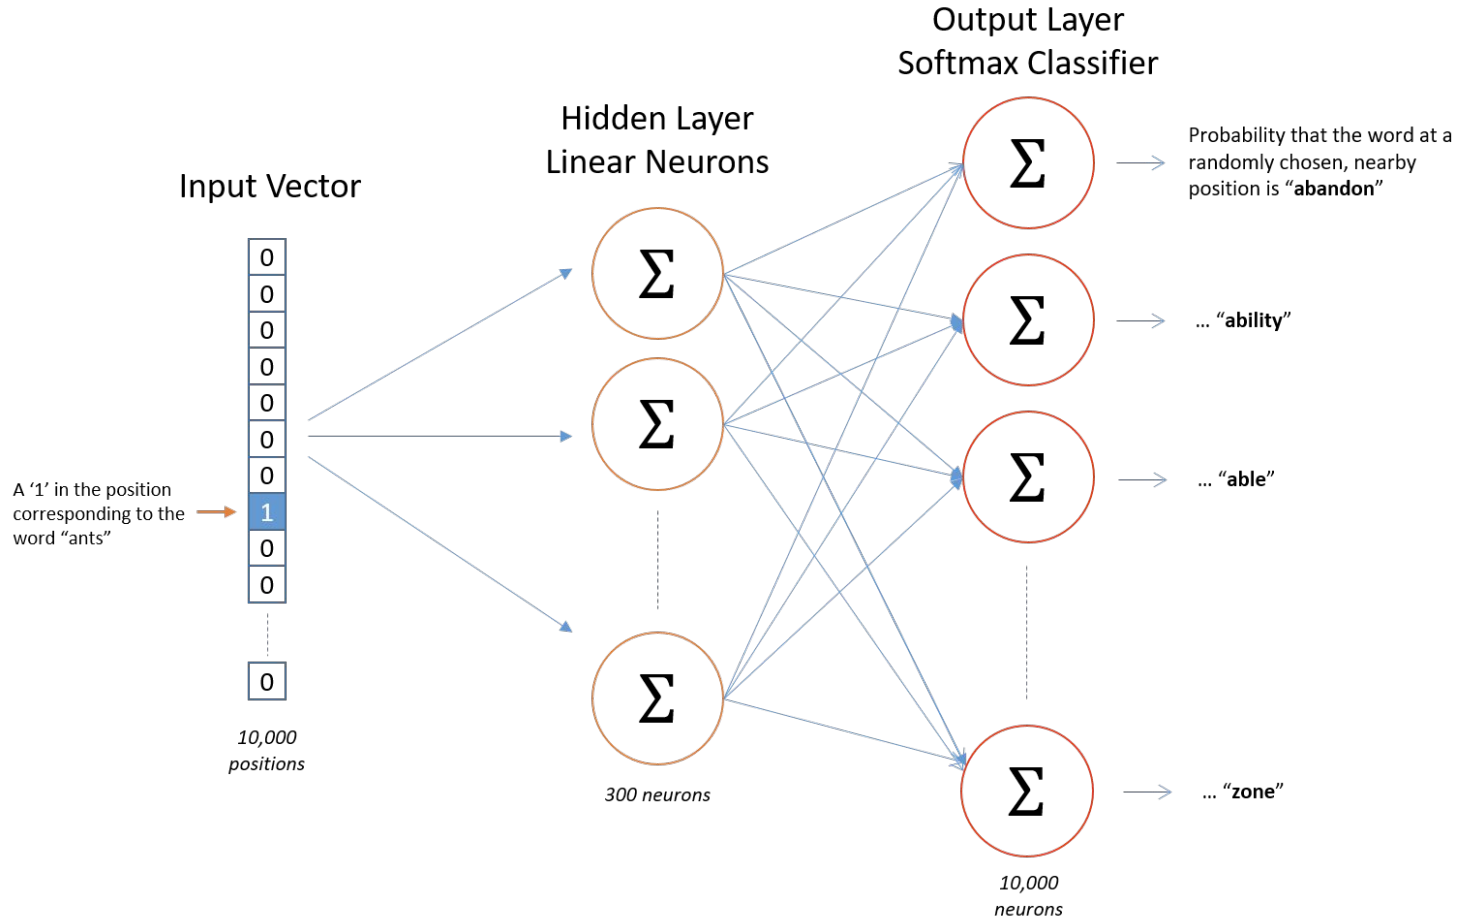 Output Layer
Softmax Classifier
Hidden Layer
Linear Neurons
Input Vector
0
0
0
0
0
0
0
1
0
0
0
A ‘1’ in the position
corresponding to the
word “ants”
10,000
positions
Σ
Σ
Σ
300 neurons
Σ
Σ
Σ
Σ
10,000
neurons
Probability that the word at a
randomly chosen, nearby
position is “abandon”
... “ability”
... “able”
... “zone”